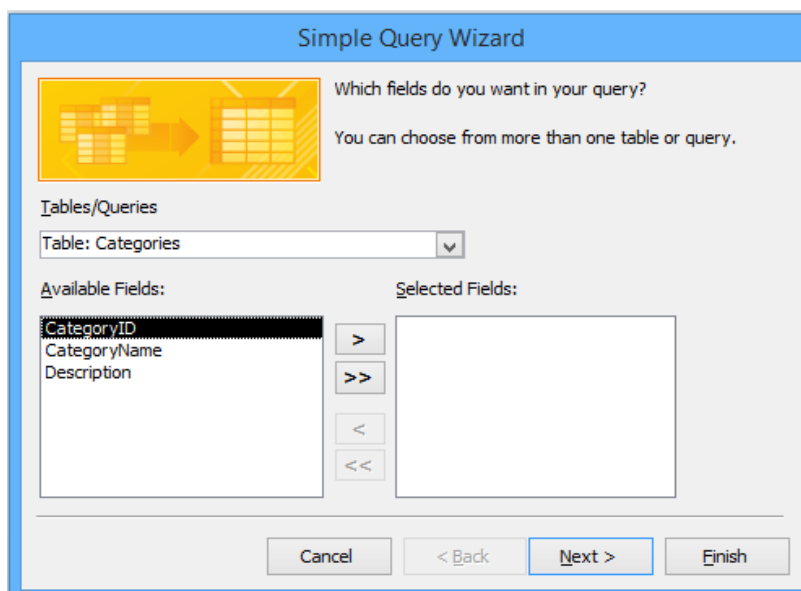 Simple Query Wizard
Which fields do you want in your query?
You can choose from more than one table or query.
Tables/Queries
Table: Categories
Available Fields:
Selected Fields:
CategoryID
CategoryName
Description
>
>>
<
<<
Cancel
< Back
Next >
Finish